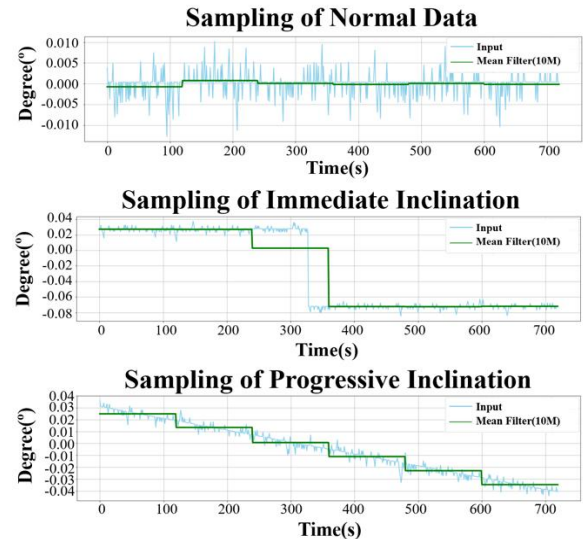 Sampling of Normal Data
Degree(º)
0.010
0.005
0.000
-0.005
-0.010
Input
Mean Filter(10M)
0 100 200 300 400 500 600 700
Time(s)
Sampling of Immediate Inclination
Degree(º)
0.04
0.02
0.00
-0.02
-0.04
-0.06
-0.08
Input
Mean Filter(10M)
0 100 200 300 400 500 600 700
Time(s)
Sampling of Progressive Inclination
Degree(º)
0.04
0.03
0.02
0.01
0.00
-0.01
-0.02
-0.03
-0.04
Input
Mean Filter(10M)
0 100 200 300 400 500 600 700
Time(s)